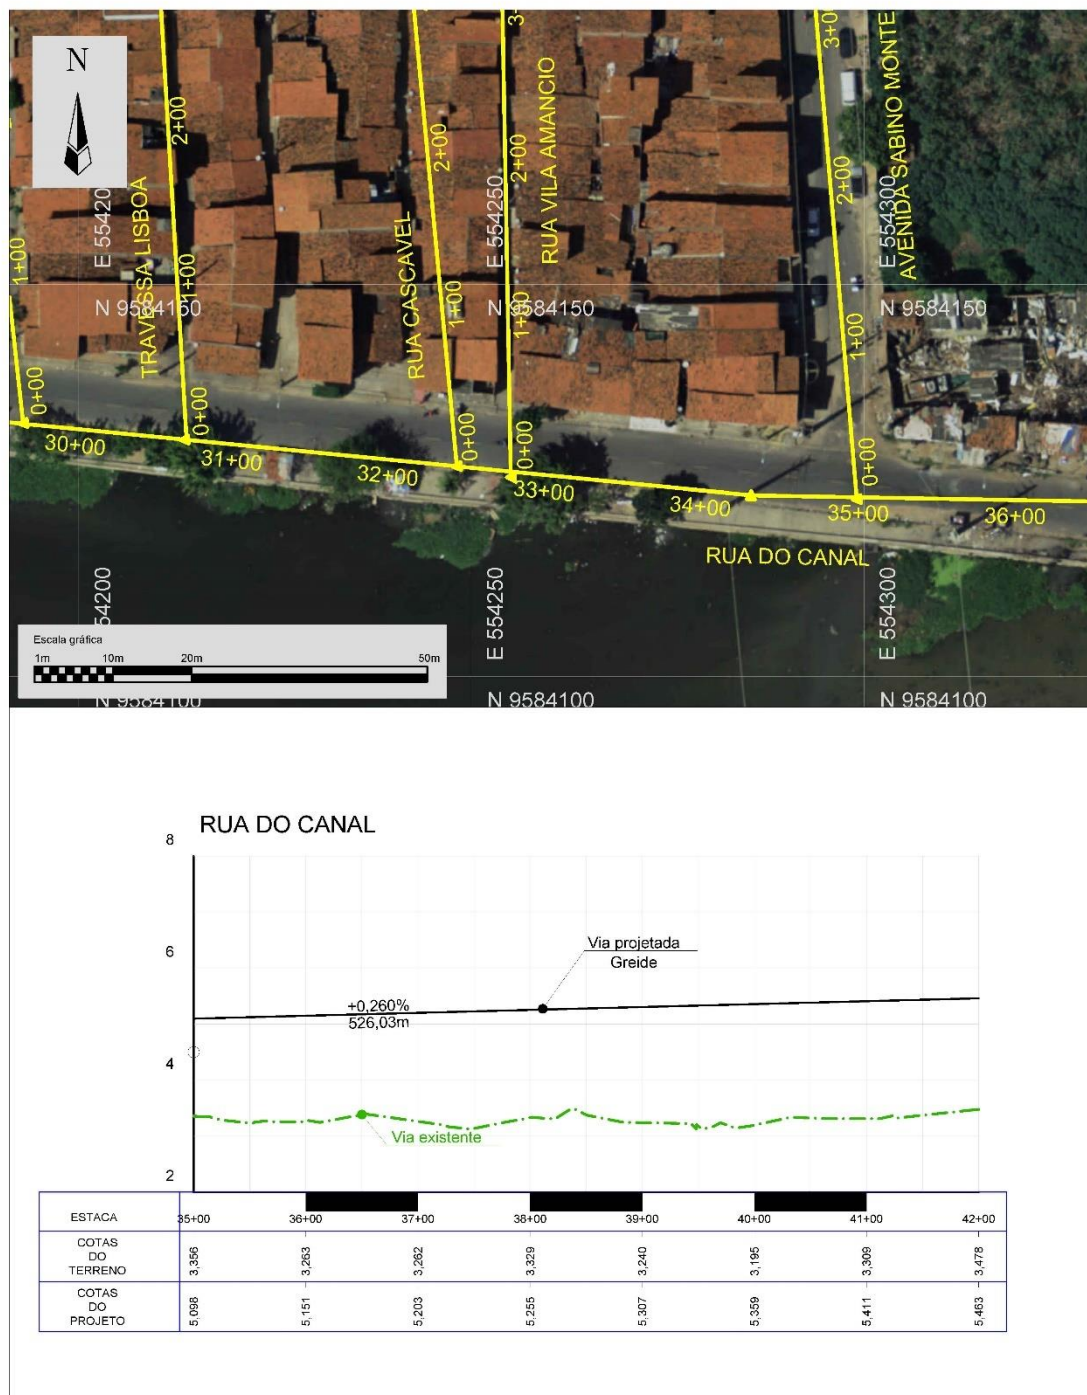 N
2+00
2+00
2+00
3+00
2+00
3-
RUA VILA AMANCIO
AVENIDA SABINO MONTE
E 554200
E 554250
E 554300
TRAVESSA LISBOA
RUA CASCAVEL
1+00
1+00
1+00
1+00
1+00
N 9584150
N 9584150
N 9584150
0+00
0+00
0+00
0+00
0+00
30+00
31+00
32+00
33+00
34+00
35+00
36+00
RUA DO CANAL
54200
E 554250
E 554300
Escala gráfica
1m 10m 20m 50m
N 9584100
N 9584100
N 9584100
RUA DO CANAL
8
6
4
2
Via projetada
Greide
+0,260%
526,03m
Via existente
ESTACA 35+00 36+00 37+00 38+00 39+00 40+00 41+00 42+00
COTAS
DO
TERRENO
3,356 3,263 3,262 3,329 3,240 3,195 3,309 3,478
COTAS
DO
PROJETO
5,098 5,151 5,203 5,255 5,307 5,359 5,411 5,463